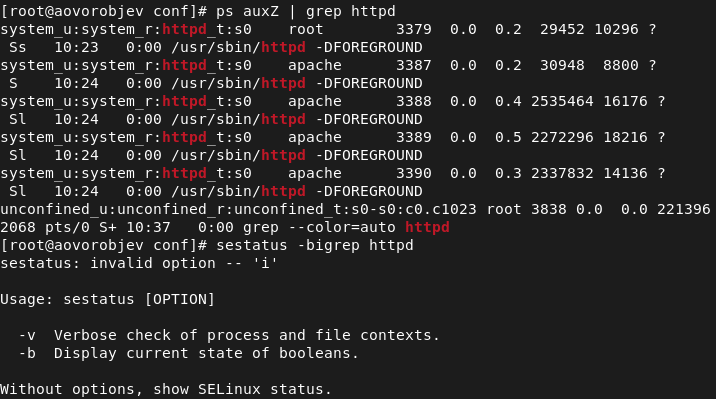 [root@aovorobjev conf]# ps auxZ | grep httpd
system_u:system_r:httpd_t:s0    root        3379  0.0  0.2  29452 10296 ?
 Ss   10:23   0:00 /usr/sbin/httpd -DFOREGROUND
system_u:system_r:httpd_t:s0    apache      3387  0.0  0.2  30948  8800 ?
 S    10:24   0:00 /usr/sbin/httpd -DFOREGROUND
system_u:system_r:httpd_t:s0    apache      3388  0.0  0.4 2535464 16176 ?
 Sl   10:24   0:00 /usr/sbin/httpd -DFOREGROUND
system_u:system_r:httpd_t:s0    apache      3389  0.0  0.5 2272296 18216 ?
 Sl   10:24   0:00 /usr/sbin/httpd -DFOREGROUND
system_u:system_r:httpd_t:s0    apache      3390  0.0  0.3 2337832 14136 ?
 Sl   10:24   0:00 /usr/sbin/httpd -DFOREGROUND
unconfined_u:unconfined_r:unconfined_t:s0-s0:c0.c1023 root 3838 0.0  0.0 221396
2068 pts/0 S+ 10:37   0:00 grep --color=auto httpd
[root@aovorobjev conf]# sestatus -bigrep httpd
sestatus: invalid option -- 'i'

Usage: sestatus [OPTION]

  -v  Verbose check of process and file contexts.
  -b  Display current state of booleans.

Without options, show SELinux status.